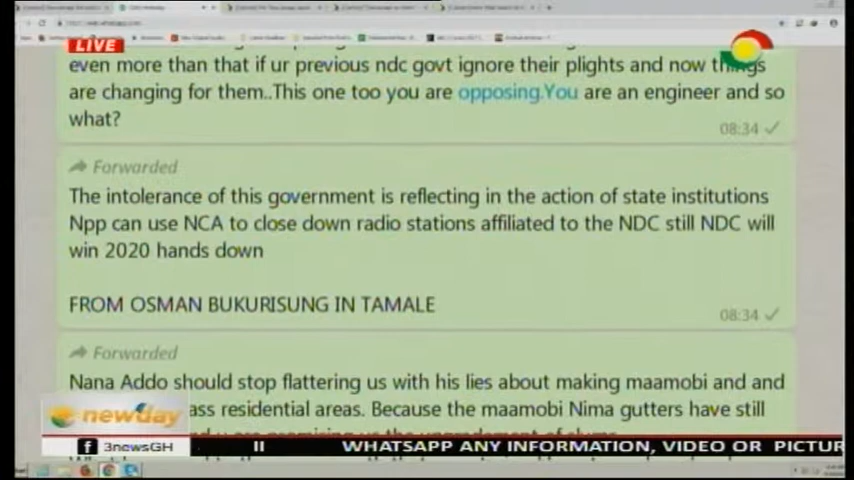 LIVE
even more than that if ur previous ndc govt ignore their plights and now things
are changing for them..This one too you are opposing.You are an engineer and so
what?
08:34
Forwarded
The intolerance of this government is reflecting in the action of state institutions
Npp can use NCA to close down radio stations affiliated to the NDC still NDC will
win 2020 hands down
FROM OSMAN BUKURISUNG IN TAMALE
08:34
Forwarded
Nana Addo should stop flattering us with his lies about making maamobi and and
ass residential areas. Because the maamobi Nima gutters have still
newday
3newsGH
WHATSAPP ANY INFORMATION, VIDEO OR PICTUR